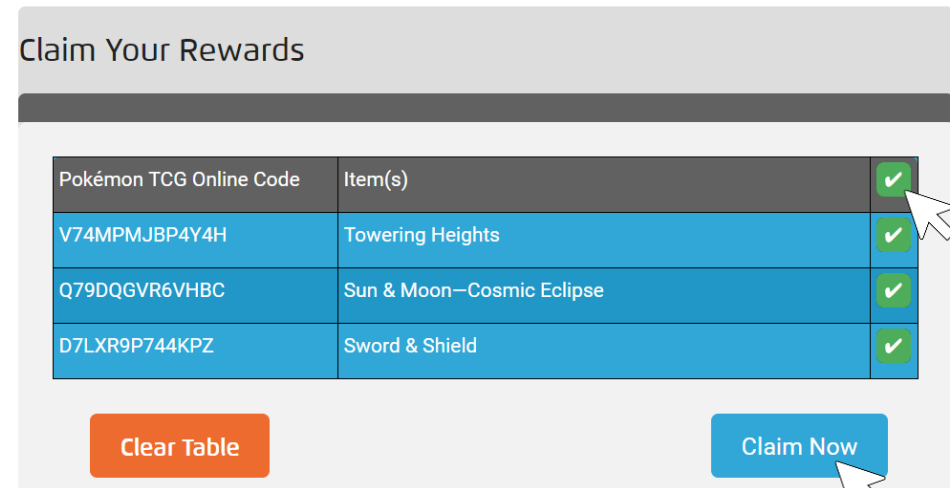 Claim Your Rewards
Pokémon TCG Online Code Item(s)
V74MPMJBP4Y4H Towering Heights
Q79DQGVR6VHBC Sun & Moon—Cosmic Eclipse
D7LXR9P744KPZ Sword & Shield
Clear Table Claim Now